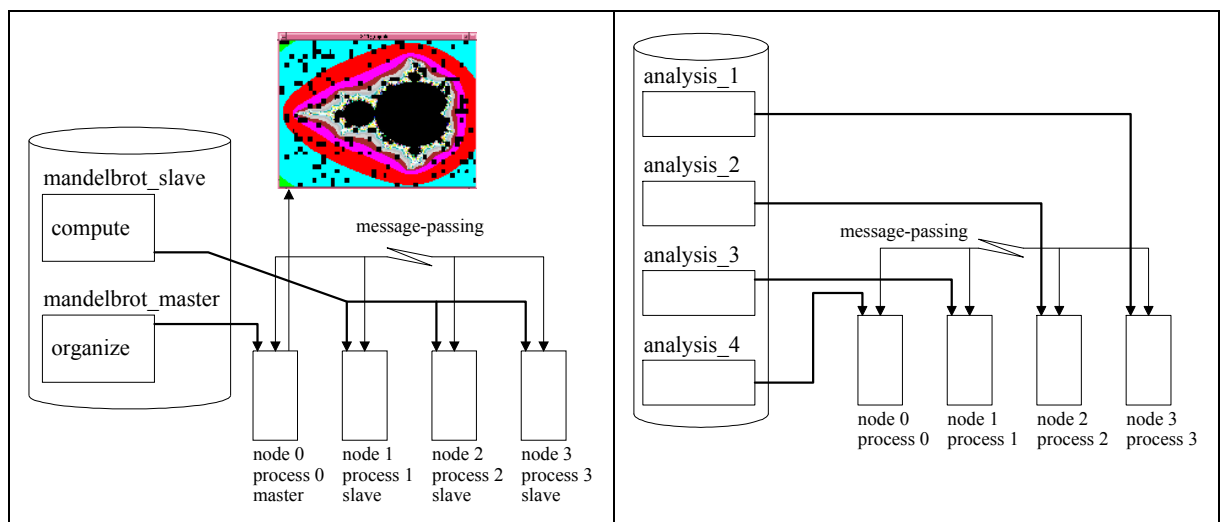 mandelbrot_slave
compute
mandelbrot_master
organize
message-passing
node 0
process 0
master
node 1
process 1
slave
node 2
process 2
slave
node 3
process 3
slave
analysis_1
analysis_2
analysis_3
analysis_4
message-passing
node 0
process 0
node 1
process 1
node 2
process 2
node 3
process 3